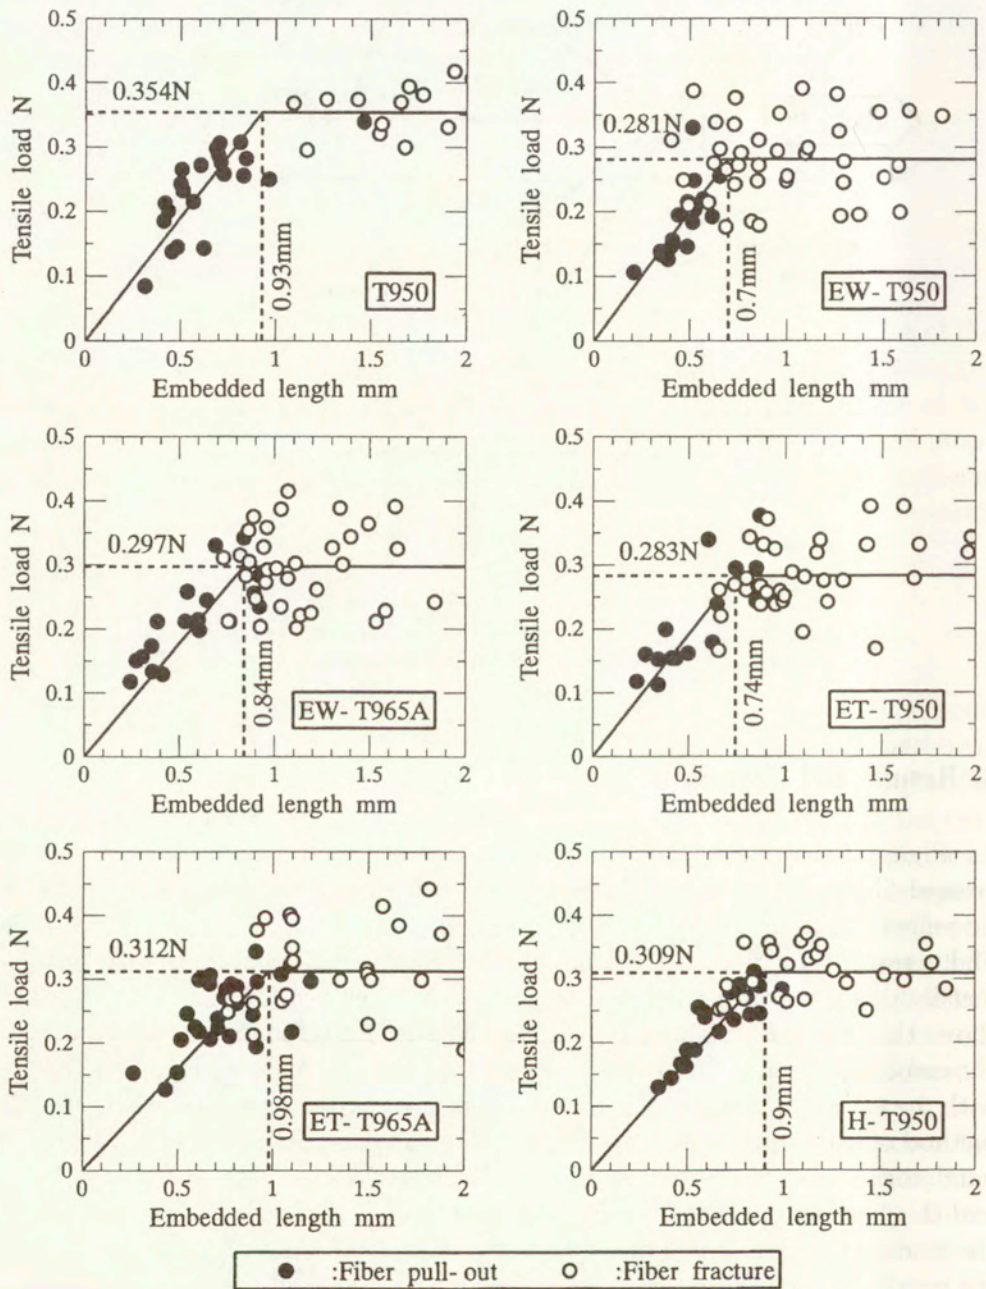 0.5
0.4
0.3
0.2
0.1
0
Tensile load N
0.354N
0.93mm
T950
0 0.5 1 1.5 2
Embedded length mm
0.5
0.4
0.3
0.2
0.1
0
Tensile load N
0.281N
0.7mm
EW- T950
0 0.5 1 1.5 2
Embedded length mm
0.5
0.4
0.3
0.2
0.1
0
Tensile load N
0.297N
0.84mm
EW- T965A
0 0.5 1 1.5 2
Embedded length mm
0.5
0.4
0.3
0.2
0.1
0
Tensile load N
0.283N
0.74mm
ET- T950
0 0.5 1 1.5 2
Embedded length mm
0.5
0.4
0.3
0.2
0.1
0
Tensile load N
0.312N
0.98mm
ET- T965A
0 0.5 1 1.5 2
Embedded length mm
0.5
0.4
0.3
0.2
0.1
0
Tensile load N
0.309N
0.9mm
H- T950
0 0.5 1 1.5 2
Embedded length mm
:Fiber pull- out :Fiber fracture